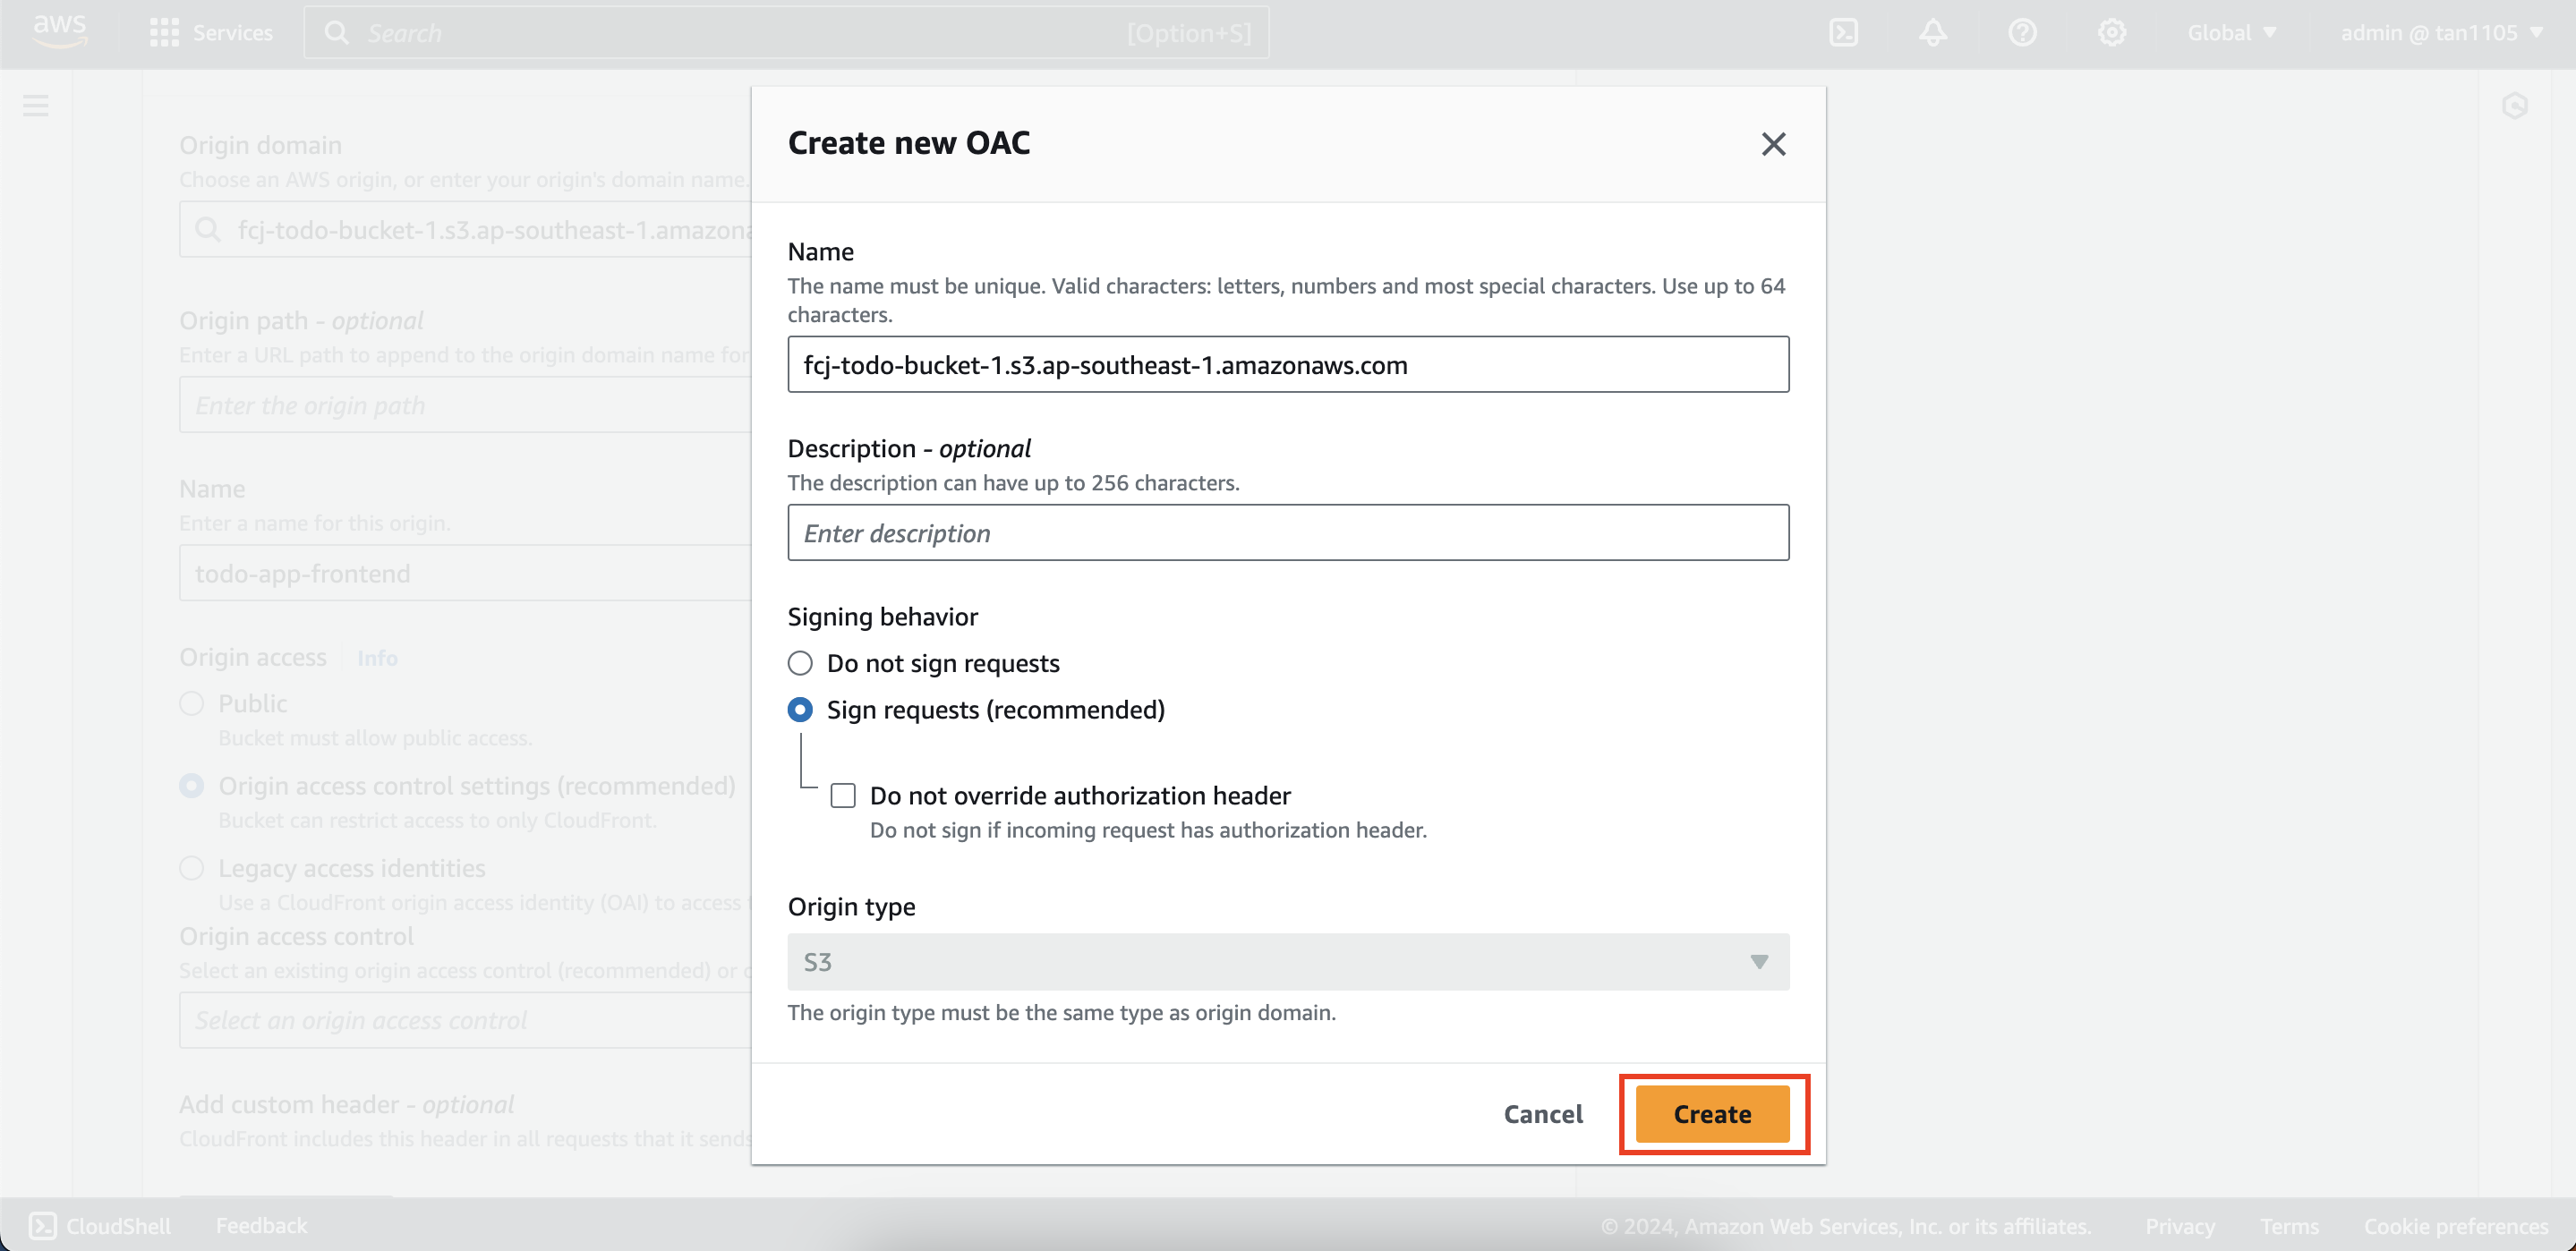 aws
Services
Search
[Option+S]
Global
admin @ tan1105
Origin domain
Choose an AWS origin, or enter your origin's domain name.
fcj-todo-bucket-1.s3.ap-southeast-1.amazona
Origin path - optional
Enter a URL path to append to the origin domain name for
Enter the origin path
Name
Enter a name for this origin.
todo-app-frontend
Origin access
Info
Public
Bucket must allow public access.
Origin access control settings (recommended)
Bucket can restrict access to only CloudFront.
Legacy access identities
Use a CloudFront origin access identity (OAI) to access
Origin access control
Select an existing origin access control (recommended) or
Select an origin access control
Add custom header - optional
CloudFront includes this header in all requests that it sends
Create new OAC
Name
The name must be unique. Valid characters: letters, numbers and most special characters. Use up to 64
characters.
fcj-todo-bucket-1.s3.ap-southeast-1.amazonaws.com
Description - optional
The description can have up to 256 characters.
Enter description
Signing behavior
Do not sign requests
Sign requests (recommended)
Do not override authorization header
Do not sign if incoming request has authorization header.
Origin type
S3
The origin type must be the same type as origin domain.
Cancel
Create
CloudShell
Feedback
© 2024, Amazon Web Services, Inc. or its affiliates.
Privacy
Terms
Cookie preferences